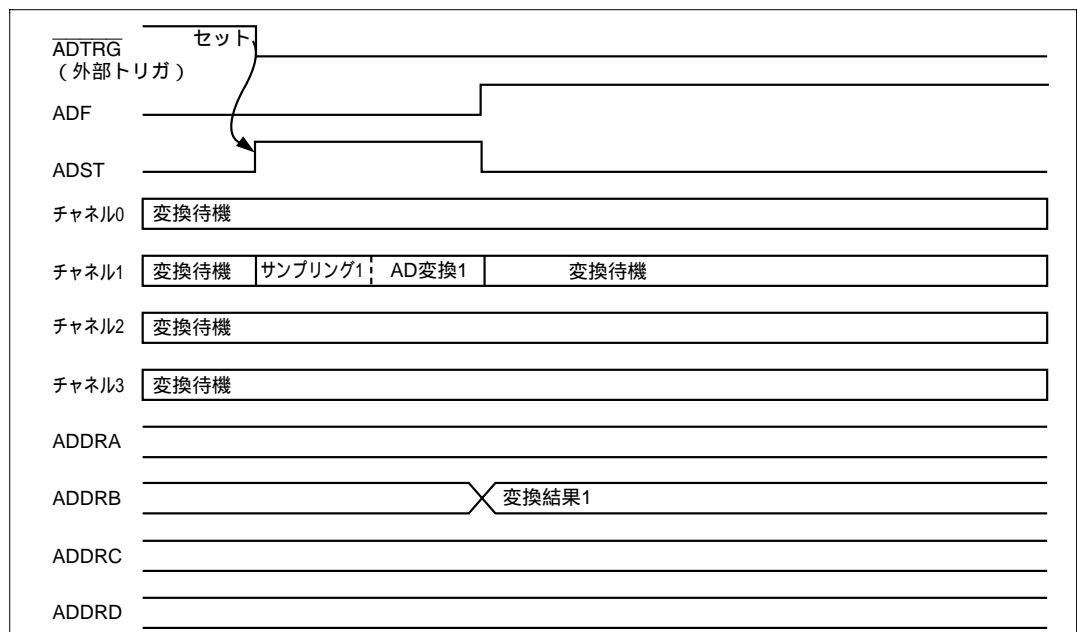 ADTRG セット
（外部トリガ）
ADF
ADST
チャネル0 変換待機
チャネル1 変換待機 サンプリング1 AD変換1 変換待機
チャネル2 変換待機
チャネル3 変換待機
ADDRA
ADDRB 変換結果1
ADDRC
ADDRD